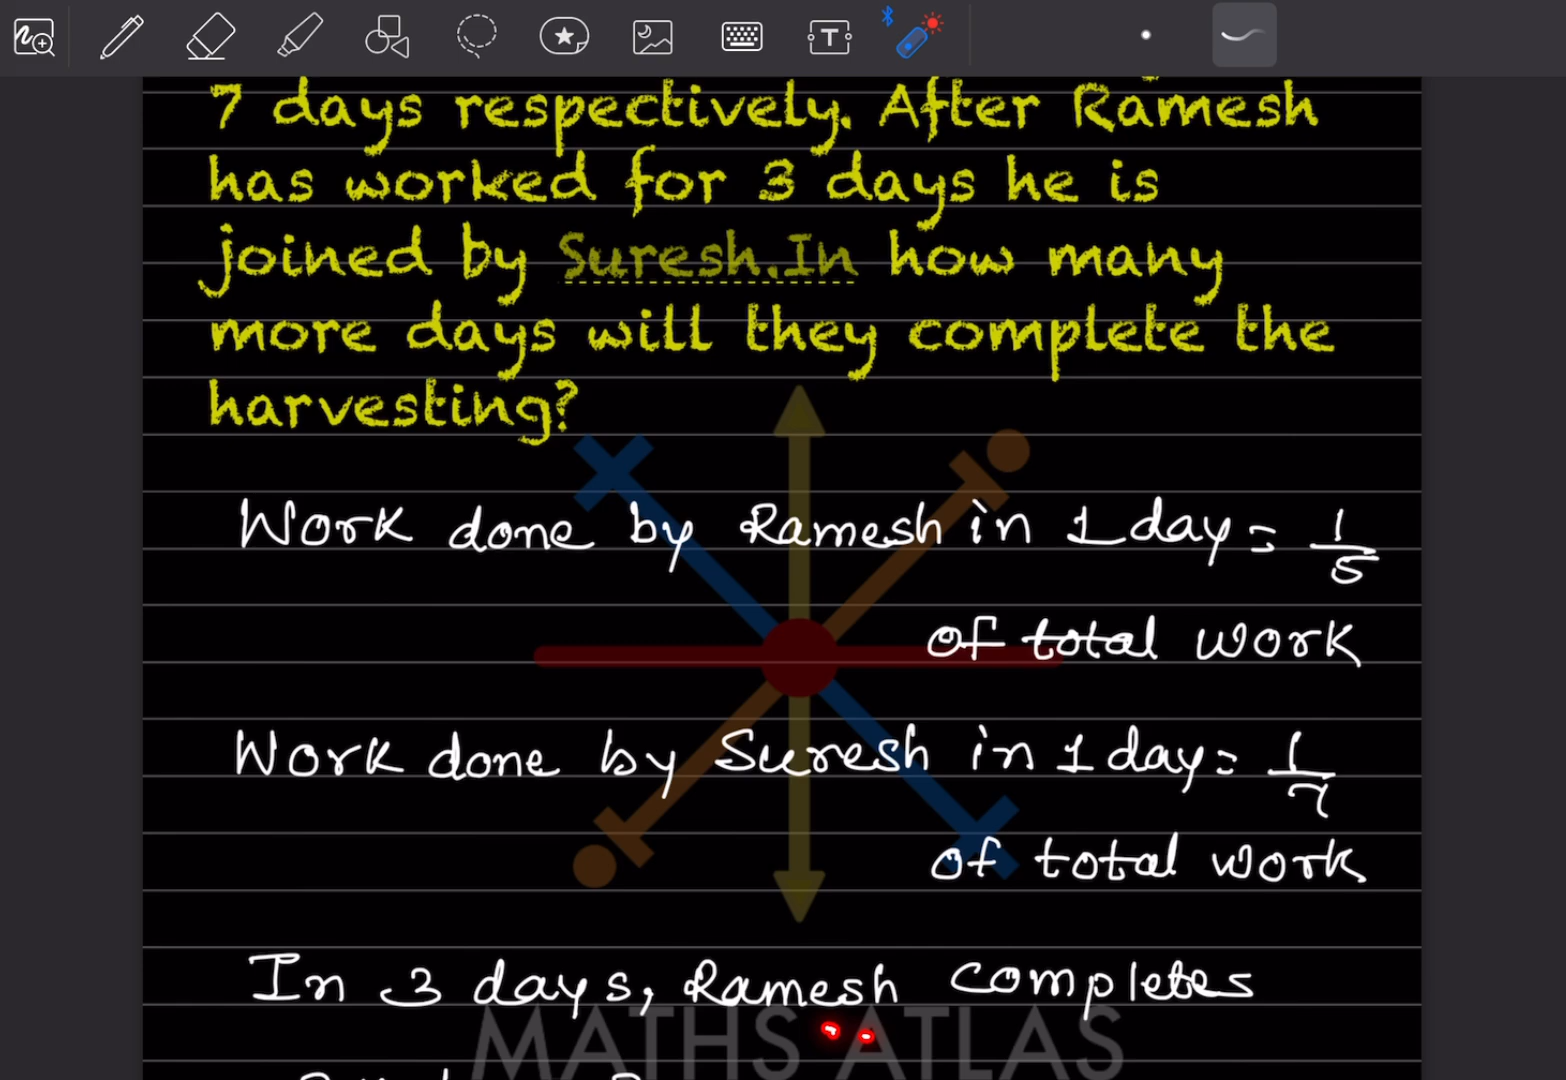 7 days respectively. After Ramesh
has worked for 3 days he is
joined by Suresh.In how many
more days will they complete the
harvesting?
Work done by Ramesh in 1 day = 1/5
of total work
Work done by Suresh in 1 day = 1/7
of total work
In 3 days, Ramesh completes
MATHS ATLAS